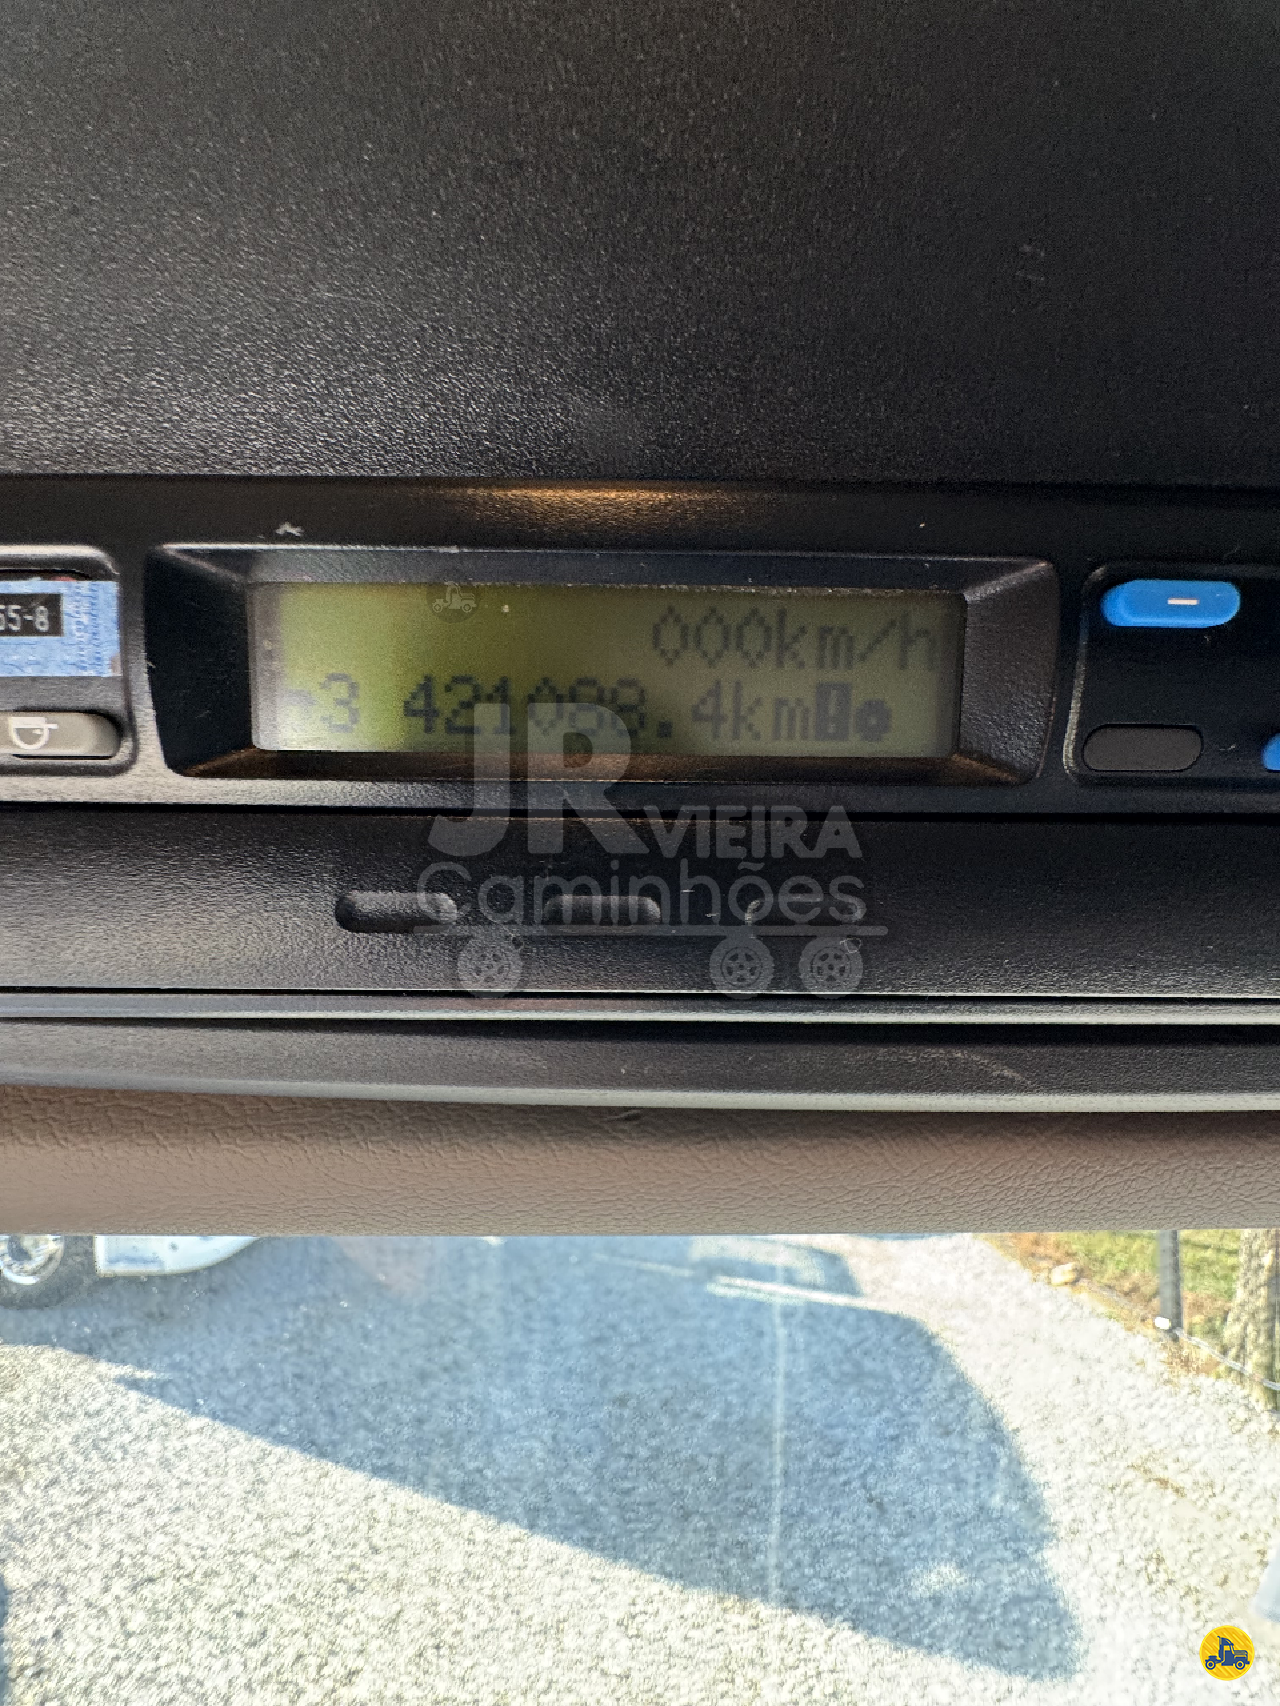 55-8
000km/h
3 421088.4km
JR VIEIRA
Caminhões